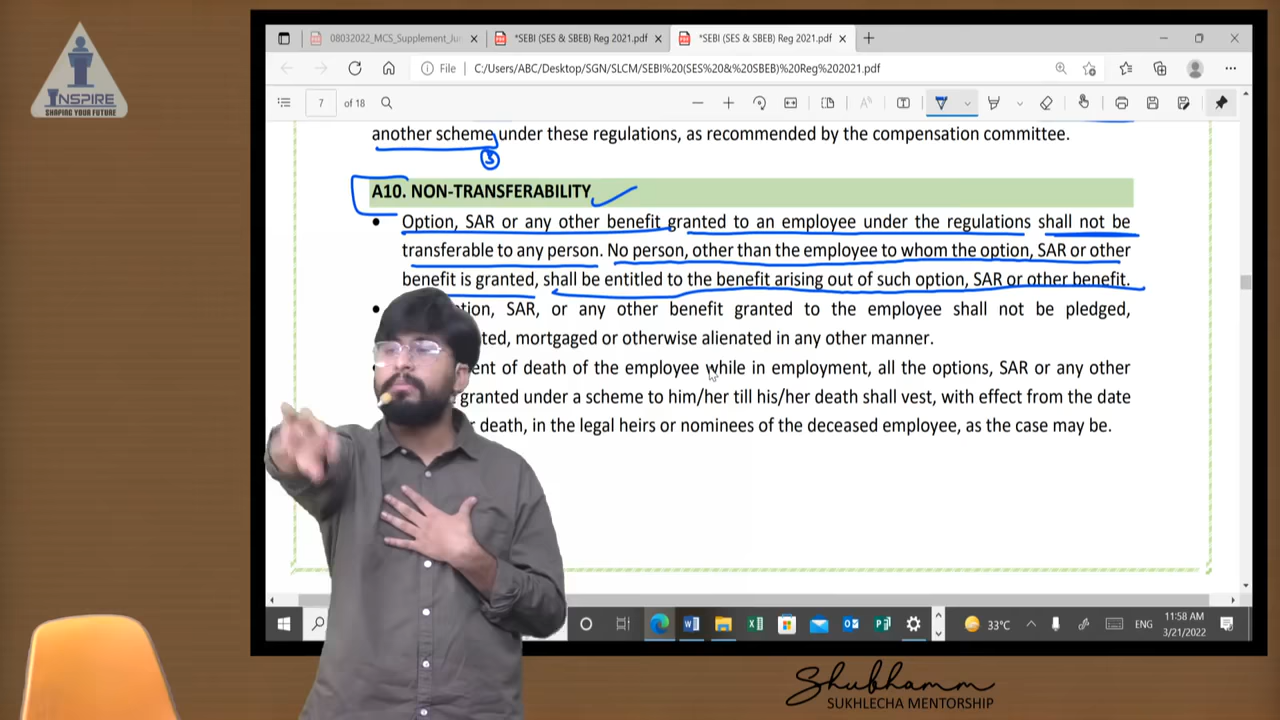 INSPIRE
SHAPING YOUR FUTURE
08032022_MCS_Supplement_Ju
*SEBI (SES & SBEB) Reg 2021.pdf
*SEBI (SES & SBEB) Reg 2021.pdf
File
C:/Users/ABC/Desktop/SGN/SLCM/SEBI%20(SES%20&%20SBEB)%20Reg%202021.pdf
7 of 18
another scheme under these regulations, as recommended by the compensation committee.
3
A10. NON-TRANSFERABILITY
• Option, SAR or any other benefit granted to an employee under the regulations shall not be
transferable to any person. No person, other than the employee to whom the option, SAR or other
benefit is granted, shall be entitled to the benefit arising out of such option, SAR or other benefit.
SAR, or any other benefit granted to the employee shall not be pledged,
mortgaged or otherwise alienated in any other manner.
of death of the employee while in employment, all the options, SAR or any other
granted under a scheme to him/her till his/her death shall vest, with effect from the date
death, in the legal heirs or nominees of the deceased employee, as the case may be.
33°C
ENG
11:58 AM
3/21/2022
Shubhamm
SUKHLECHA MENTORSHIP